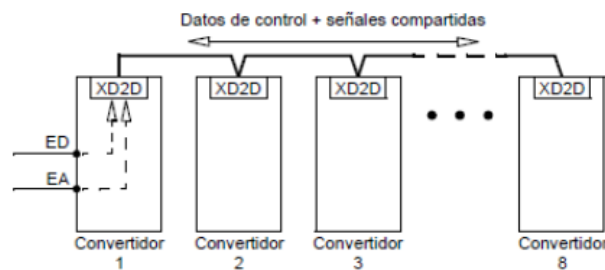 Datos de control + señales compartidas
XD2D XD2D XD2D XD2D
ED
EA
Convertidor Convertidor Convertidor Convertidor
1 2 3 8